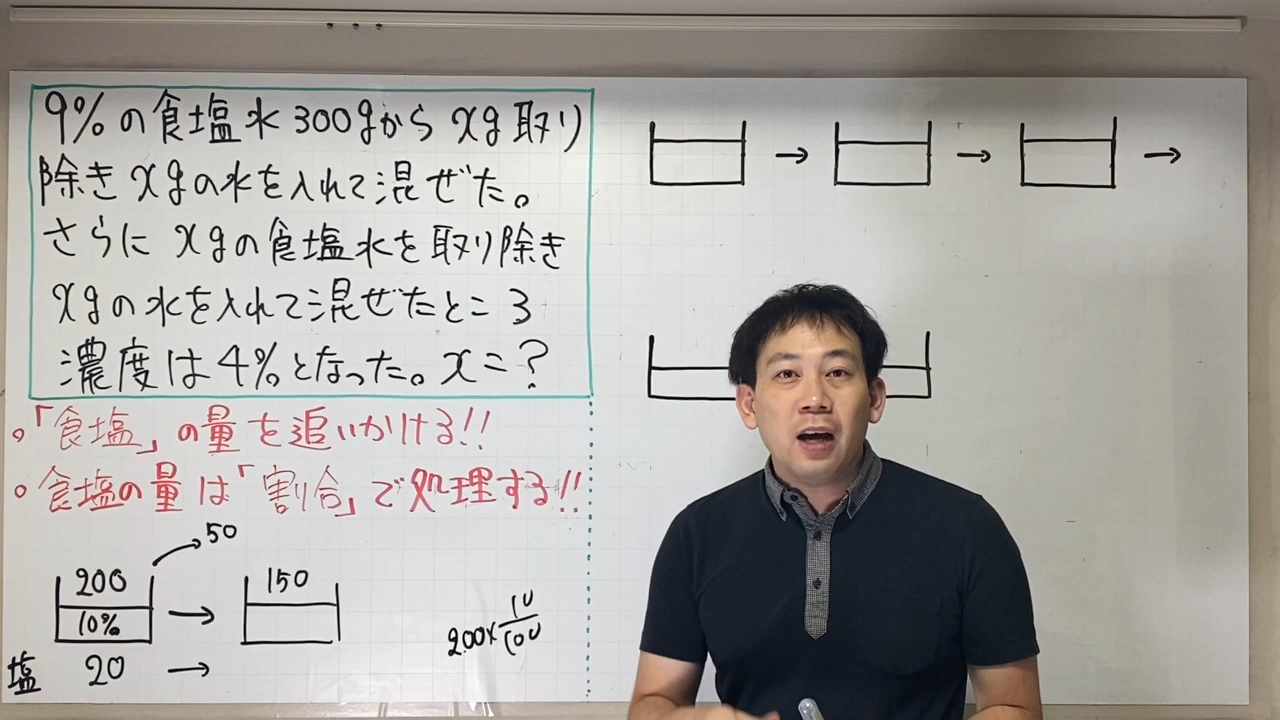 9%の食塩水300gからxg取り
除きxgの水を入れて混ぜた。
さらにxgの食塩水を取り除き
xgの水を入れて混ぜたところ
濃度は4%となった。x=?
。「食塩」の量を追いかける!!
。食塩の量は「割合」で処理する!!
50
200
→
150
10%
塩 20 →
200×10/100
→ → →